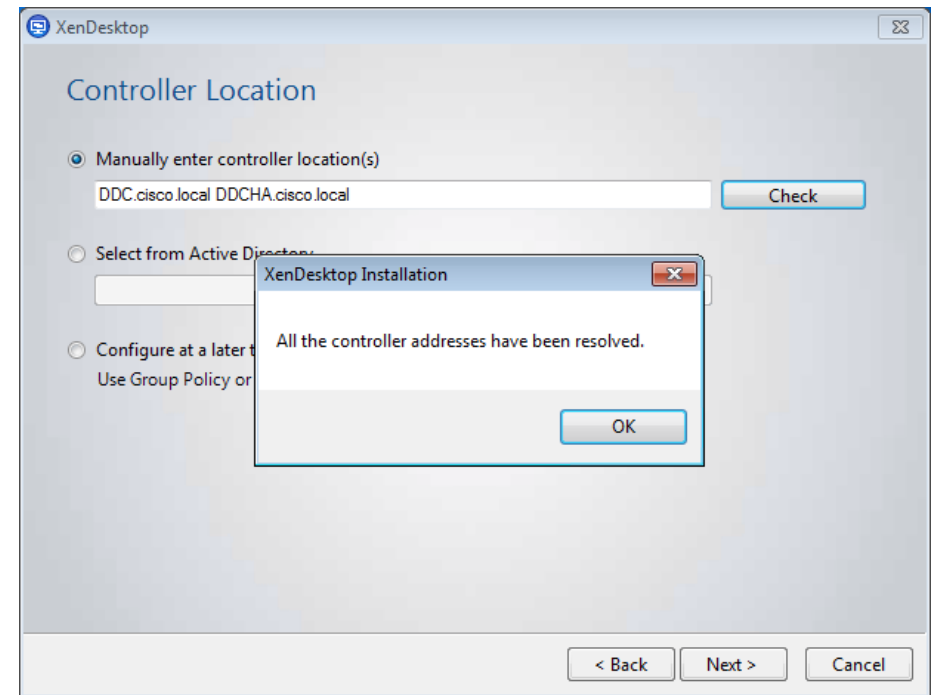 XenDesktop
Controller Location
Manually enter controller location(s)
DDC.cisco.local DDCHA.cisco.local
Check
Select from Active Directory
XenDesktop Installation
All the controller addresses have been resolved.
Configure at a later t
Use Group Policy or
OK
< Back
Next >
Cancel